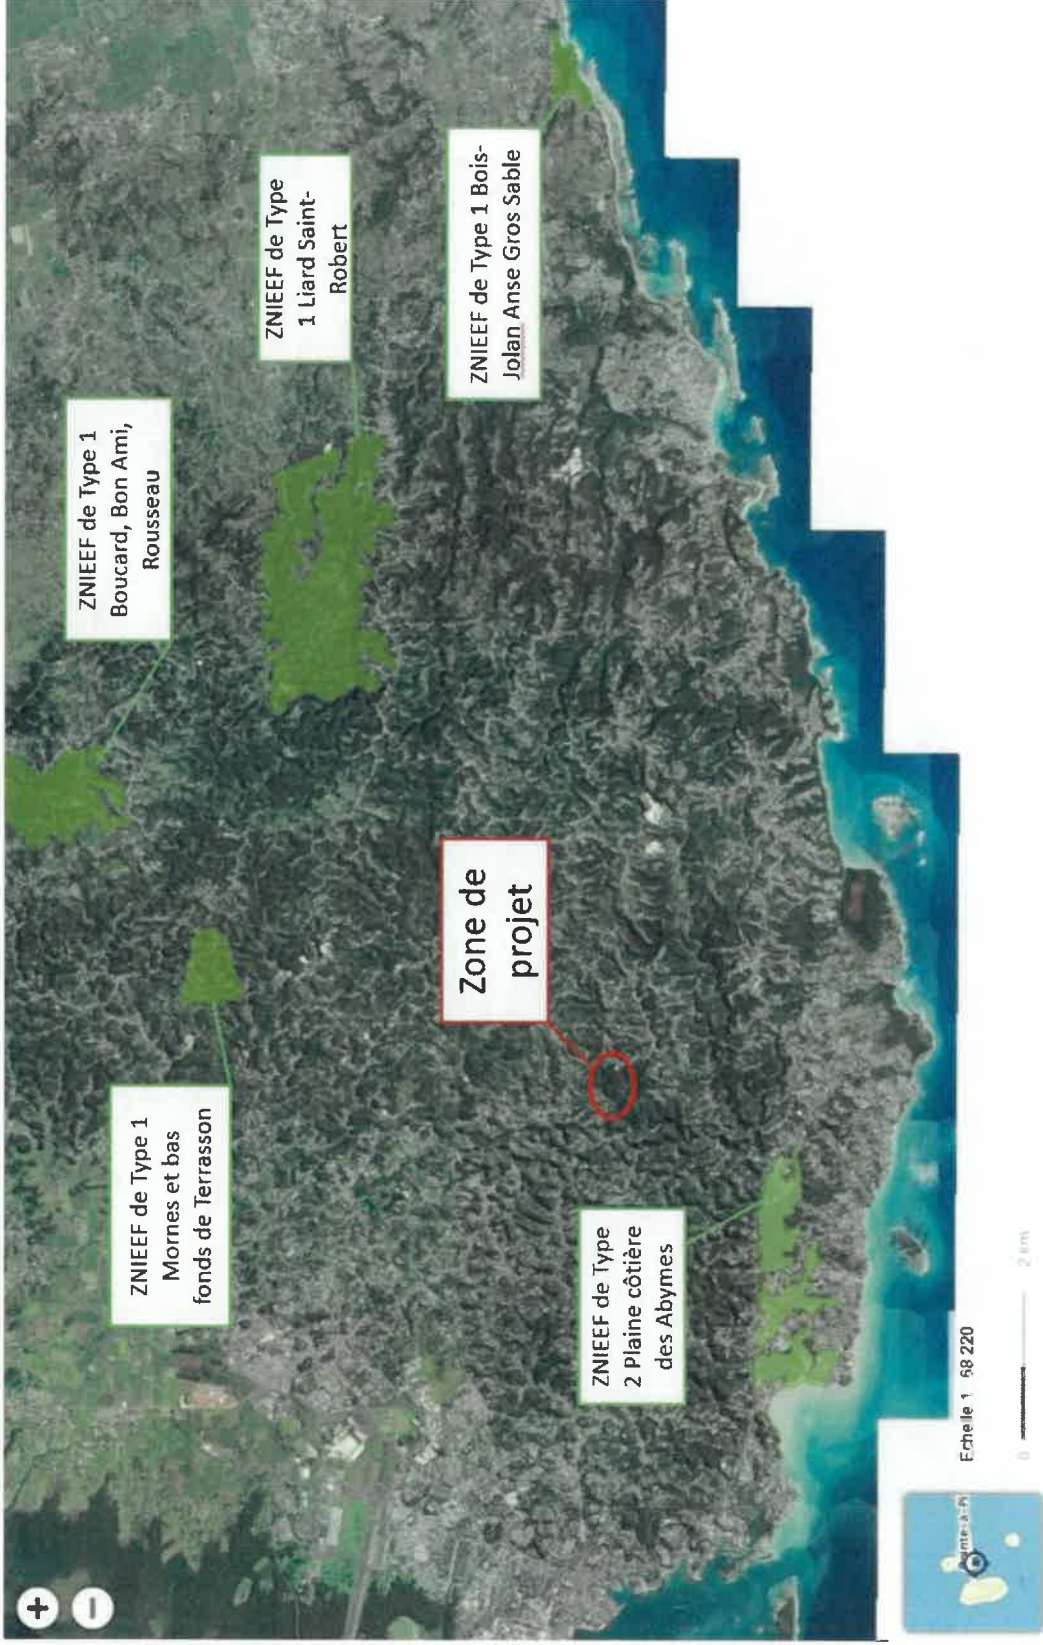 ZNIEEF de Type 1
Boucard, Bon Ami,
Rousseau
ZNIEEF de Type
1 Liard Saint-
Robert
ZNIEEF de Type 1 Bois-
Jolan Anse Gros Sable
ZNIEEF de Type 1
Mornes et bas
fonds de Terrasson
Zone de
projet
ZNIEEF de Type
2 Plaine côtière
des Abymes
Echelle 1 68 220
0 2 km